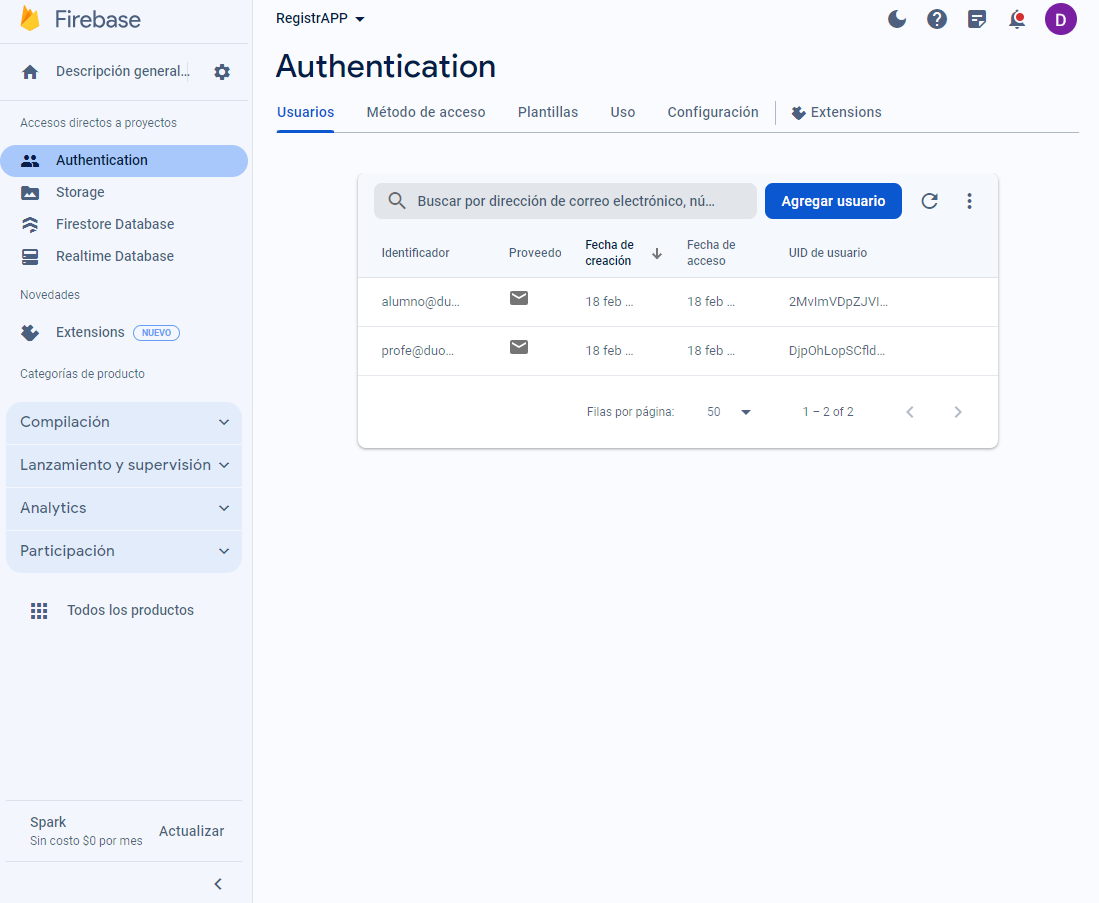 Firebase
Descripción general...
Accesos directos a proyectos
Authentication
Storage
Firestore Database
Realtime Database
Novedades
Extensions NUEVO
Categorías de producto
Compilación
Lanzamiento y supervisión
Analytics
Participación
Todos los productos
Spark
Sin costo $0 por mes
Actualizar
RegistrAPP
D
Authentication
Usuarios Método de acceso Plantillas Uso Configuración Extensions
Buscar por dirección de correo electrónico, nú... Agregar usuario
Identificador Proveedo Fecha de creación Fecha de acceso UID de usuario
alumno@du... 18 feb ... 18 feb ... 2MvImVDpZJVI...
profe@duo... 18 feb ... 18 feb ... DjpOhLopSCfld...
Filas por página: 50 1 – 2 of 2